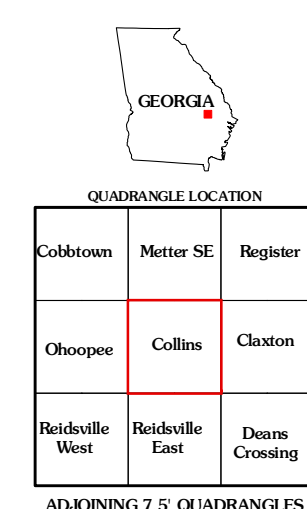 GEORGIA
QUADRANGLE LOCATION
Cobbtown Metter SE Register
Ohoopee Collins Claxton
Reidsville West Reidsville East Deans Crossing
ADJOINING 7.5' QUADRANGLES